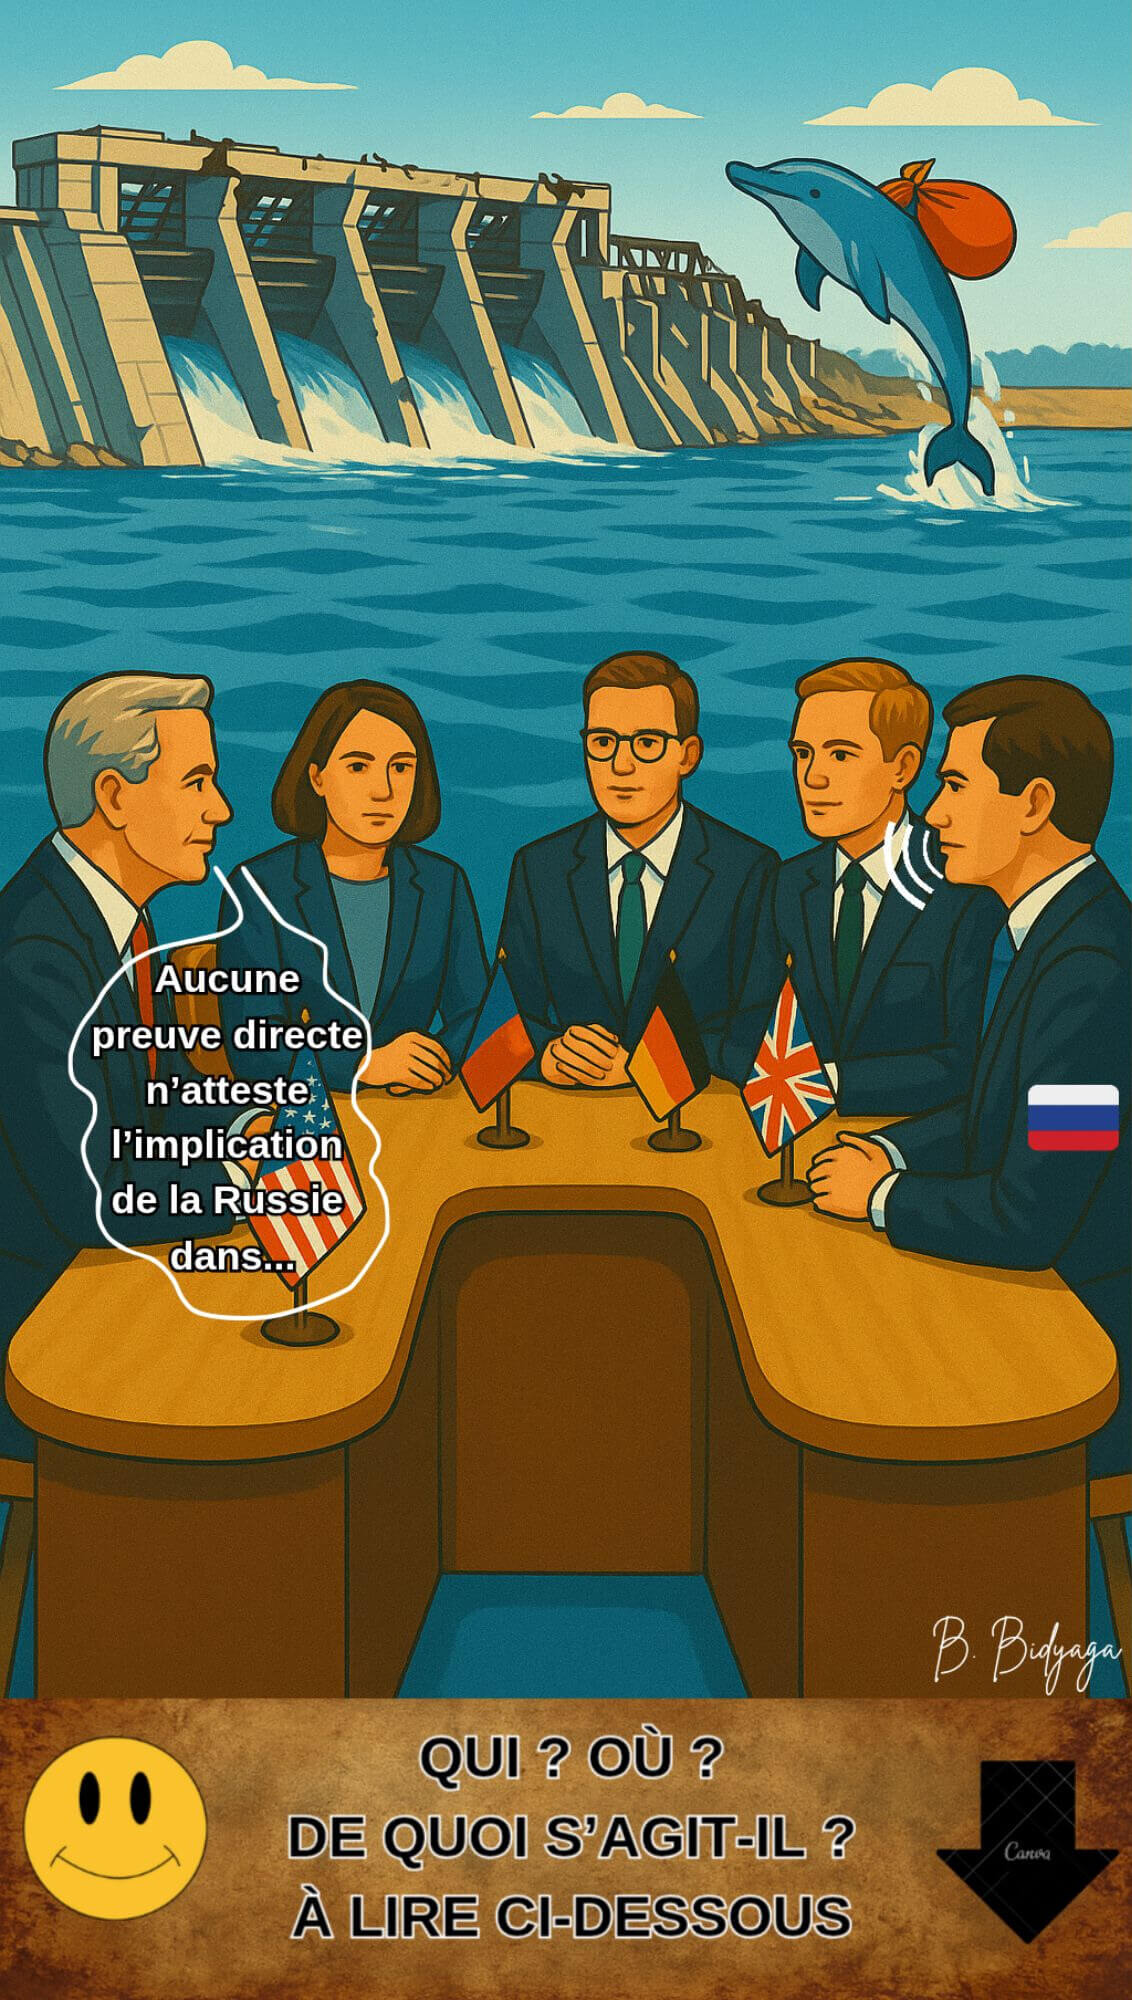 Aucune
preuve directe
n’atteste
l’implication
de la Russie
dans...
B. Bidyaga
QUI ? OÙ ?
DE QUOI S’AGIT-IL ?
À LIRE CI-DESSOUS
Canva